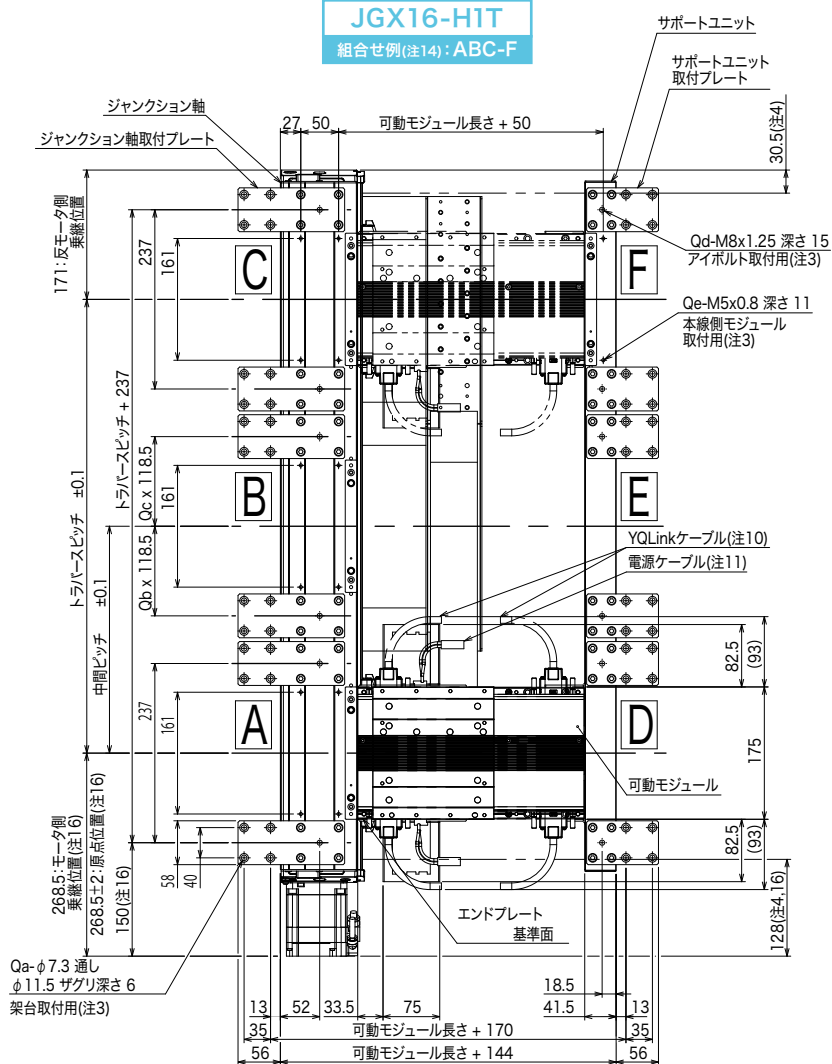 JGX16-H1T
組合せ例(注14):ABC-F
サポートユニット
サポートユニット
取付プレート
ジャンクション軸
ジャンクション軸取付プレート
27
50
可動モジュール長さ + 50
30.5(注4)
171:反モータ側
乗継位置
237
161
C
F
Qd-M8x1.25 深さ 15
アイボルト取付用(注3)
Qe-M5x0.8 深さ 11
本線側モジュール
取付用(注3)
トラバースピッチ + 237
トラバースピッチ ±0.1
中間ピッチ ±0.1
Qc x 118.5
Qb x 118.5
161
B
E
YQLinkケーブル(注10)
電源ケーブル(注11)
82.5
(93)
237
161
A
D
175
可動モジュール
268.5:モータ側
乗継位置(注16)
268.5±2:原点位置(注16)
150(注16)
58
40
82.5
(93)
128(注4,16)
エンドプレート
基準面
Qa-φ7.3 通し
φ11.5 ザグリ深さ 6
架台取付用(注3)
18.5
13
52
33.5
75
41.5
13
35
可動モジュール長さ + 170
35
56
可動モジュール長さ + 144
56